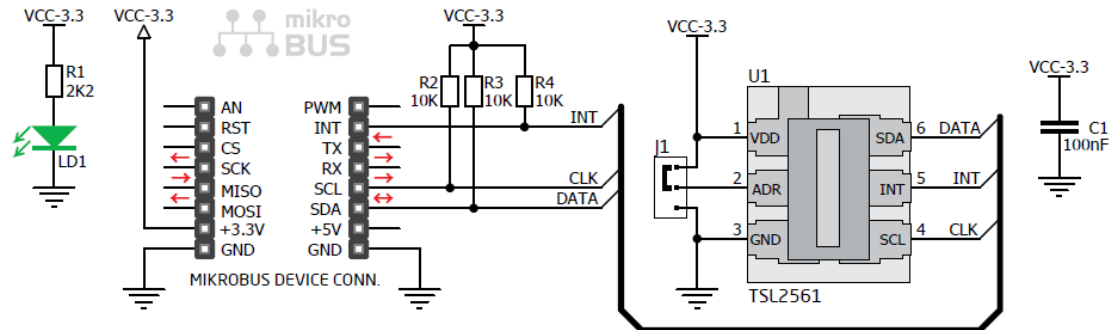 VCC-3.3
R1
2K2
LD1
VCC-3.3
mikro
BUS
AN
RST
CS
SCK
MISO
MOSI
+3.3V
GND
PWM
INT
TX
RX
SCL
SDA
+5V
GND
MIKROBUS DEVICE CONN.
VCC-3.3
R2
10K
R3
10K
R4
10K
INT
CLK
DATA
VCC-3.3
J1
U1
1
VDD
2
ADR
3
GND
SDA
6
DATA
INT
5
INT
SCL
4
CLK
TSL2561
VCC-3.3
C1
100nF